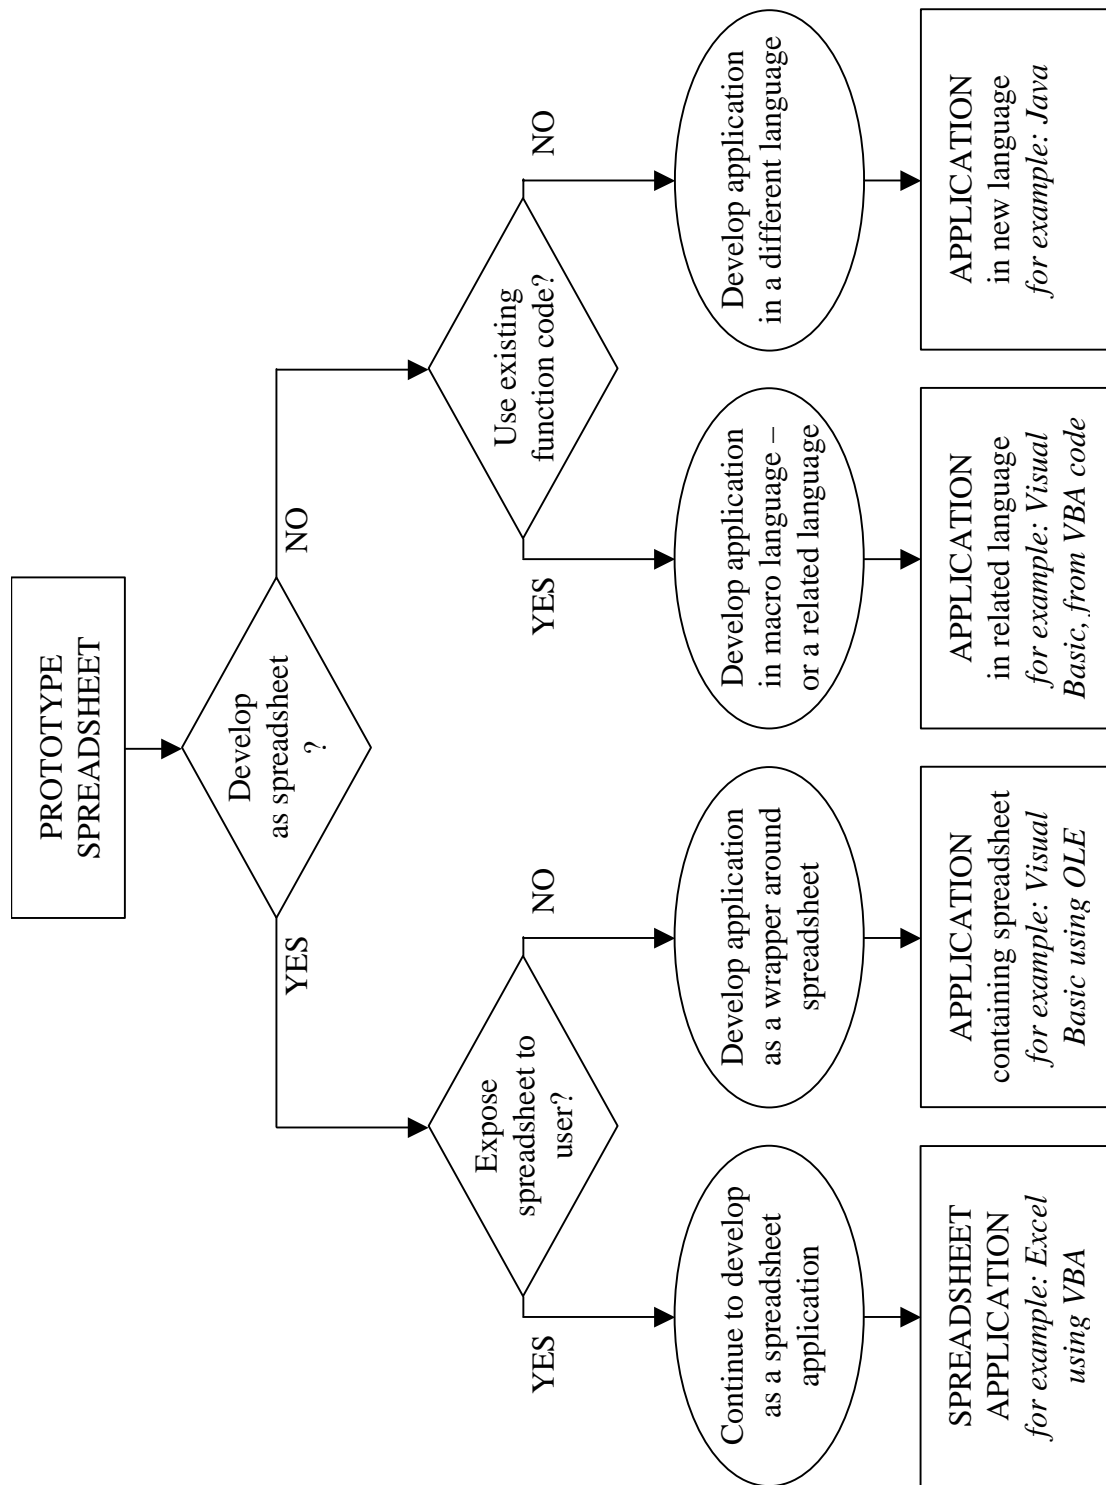 PROTOTYPE
SPREADSHEET
Develop
as spreadsheet
?
YES
NO
Expose
spreadsheet to
user?
YES
NO
Use existing
function code?
YES
NO
Continue to develop
as a spreadsheet
application
Develop application
as a wrapper around
spreadsheet
Develop application
in macro language –
or a related language
Develop application
in a different language
SPREADSHEET
APPLICATION
for example: Excel
using VBA
APPLICATION
containing spreadsheet
for example: Visual
Basic using OLE
APPLICATION
in related language
for example: Visual
Basic, from VBA code
APPLICATION
in new language
for example: Java